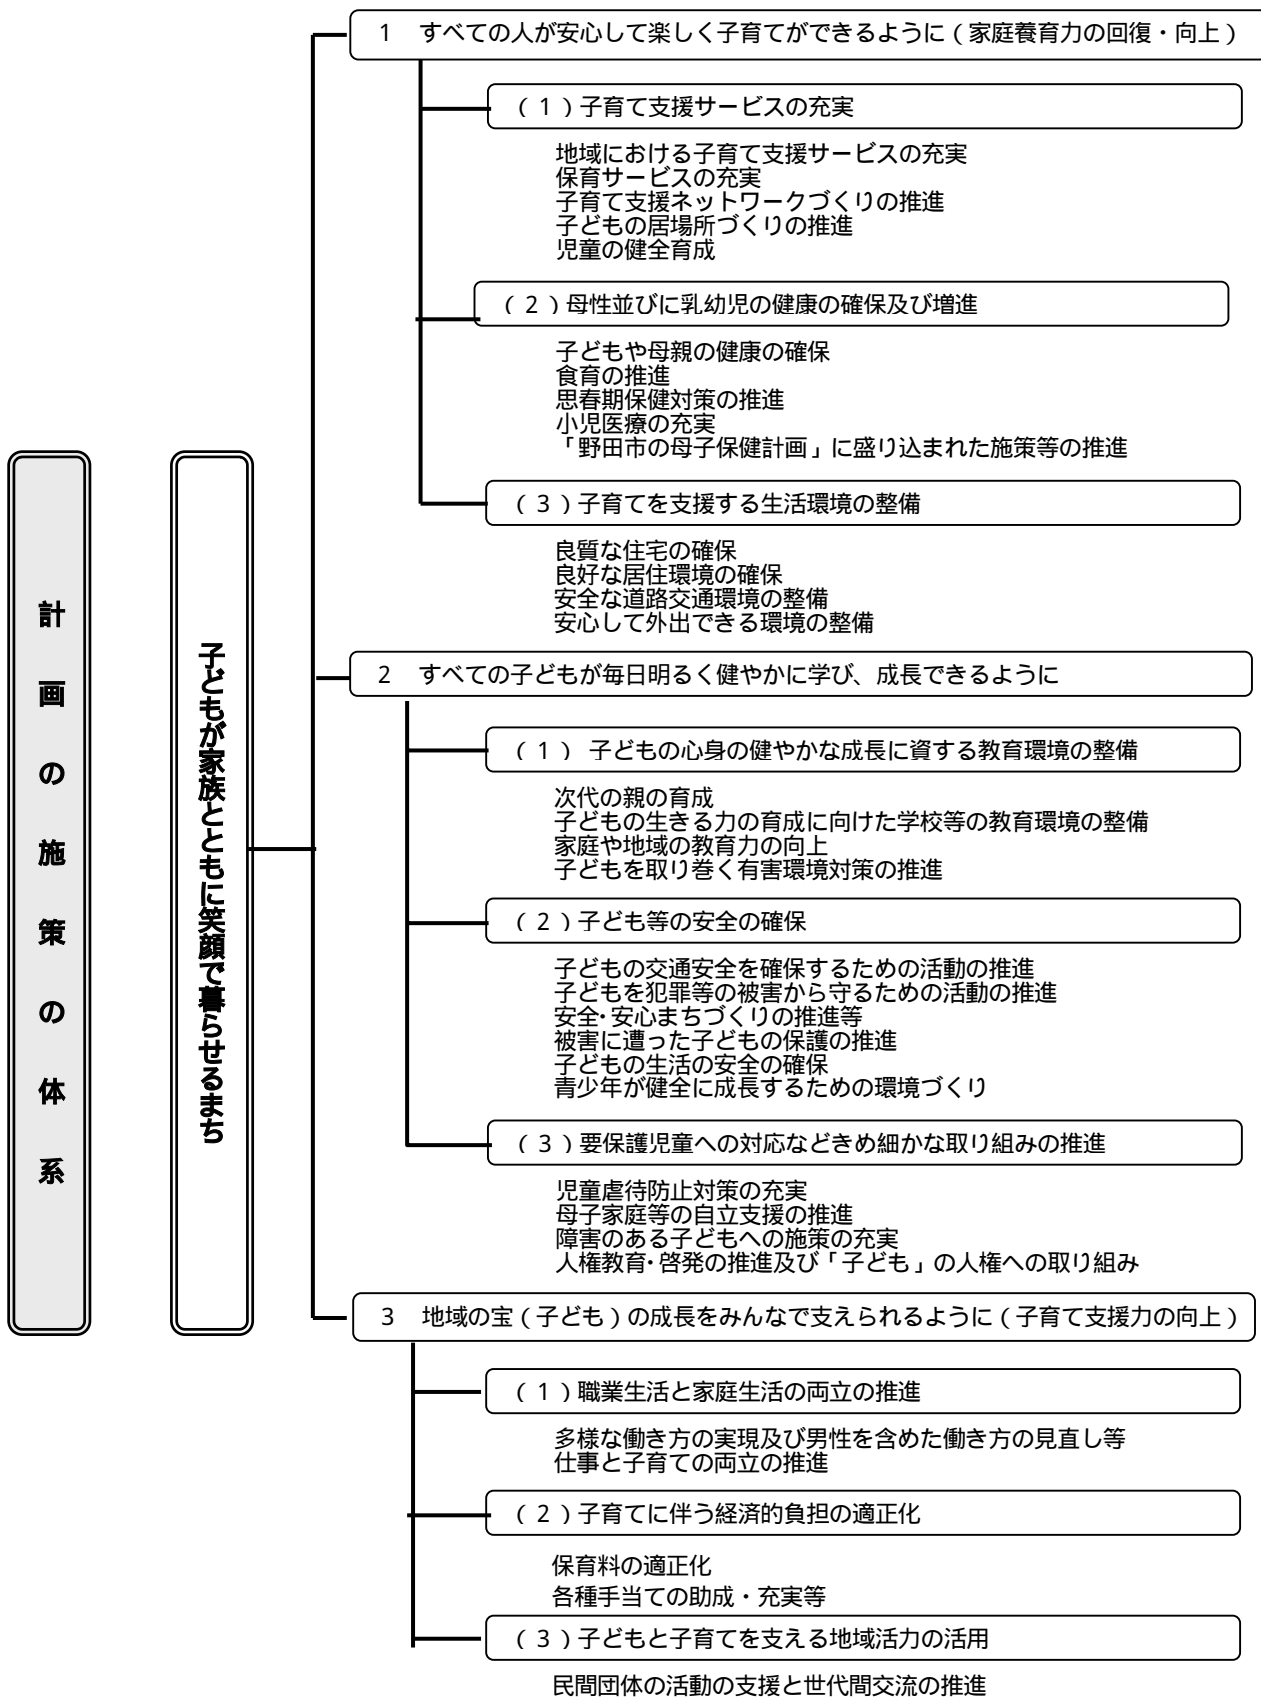 計画の施策の体系
子どもが家族とともに笑顔で暮らせるまち
1 すべての人が安心して楽しく子育てができるように(家庭養育力の回復・向上)
(1)子育て支援サービスの充実
地域における子育て支援サービスの充実
保育サービスの充実
子育て支援ネットワークづくりの推進
子どもの居場所づくりの推進
児童の健全育成
(2)母性並びに乳幼児の健康の確保及び増進
子どもや母親の健康の確保
食育の推進
思春期保健対策の推進
小児医療の充実
「野田市の母子保健計画」に盛り込まれた施策等の推進
(3)子育てを支援する生活環境の整備
良質な住宅の確保
良好な居住環境の確保
安全な道路交通環境の整備
安心して外出できる環境の整備
2 すべての子どもが毎日明るく健やかに学び、成長できるように
(1) 子どもの心身の健やかな成長に資する教育環境の整備
次代の親の育成
子どもの生きる力の育成に向けた学校等の教育環境の整備
家庭や地域の教育力の向上
子どもを取り巻く有害環境対策の推進
(2)子ども等の安全の確保
子どもの交通安全を確保するための活動の推進
子どもを犯罪等の被害から守るための活動の推進
安全・安心まちづくりの推進等
被害に遭った子どもの保護の推進
子どもの生活の安全の確保
青少年が健全に成長するための環境づくり
(3)要保護児童への対応などきめ細かな取り組みの推進
児童虐待防止対策の充実
母子家庭等の自立支援の推進
障害のある子どもへの施策の充実
人権教育・啓発の推進及び「子ども」の人権への取り組み
3 地域の宝(子ども)の成長をみんなで支えられるように(子育て支援力の向上)
(1)職業生活と家庭生活の両立の推進
多様な働き方の実現及び男性を含めた働き方の見直し等
仕事と子育ての両立の推進
(2)子育てに伴う経済的負担の適正化
保育料の適正化
各種手当ての助成・充実等
(3)子どもと子育てを支える地域活力の活用
民間団体の活動の支援と世代間交流の推進